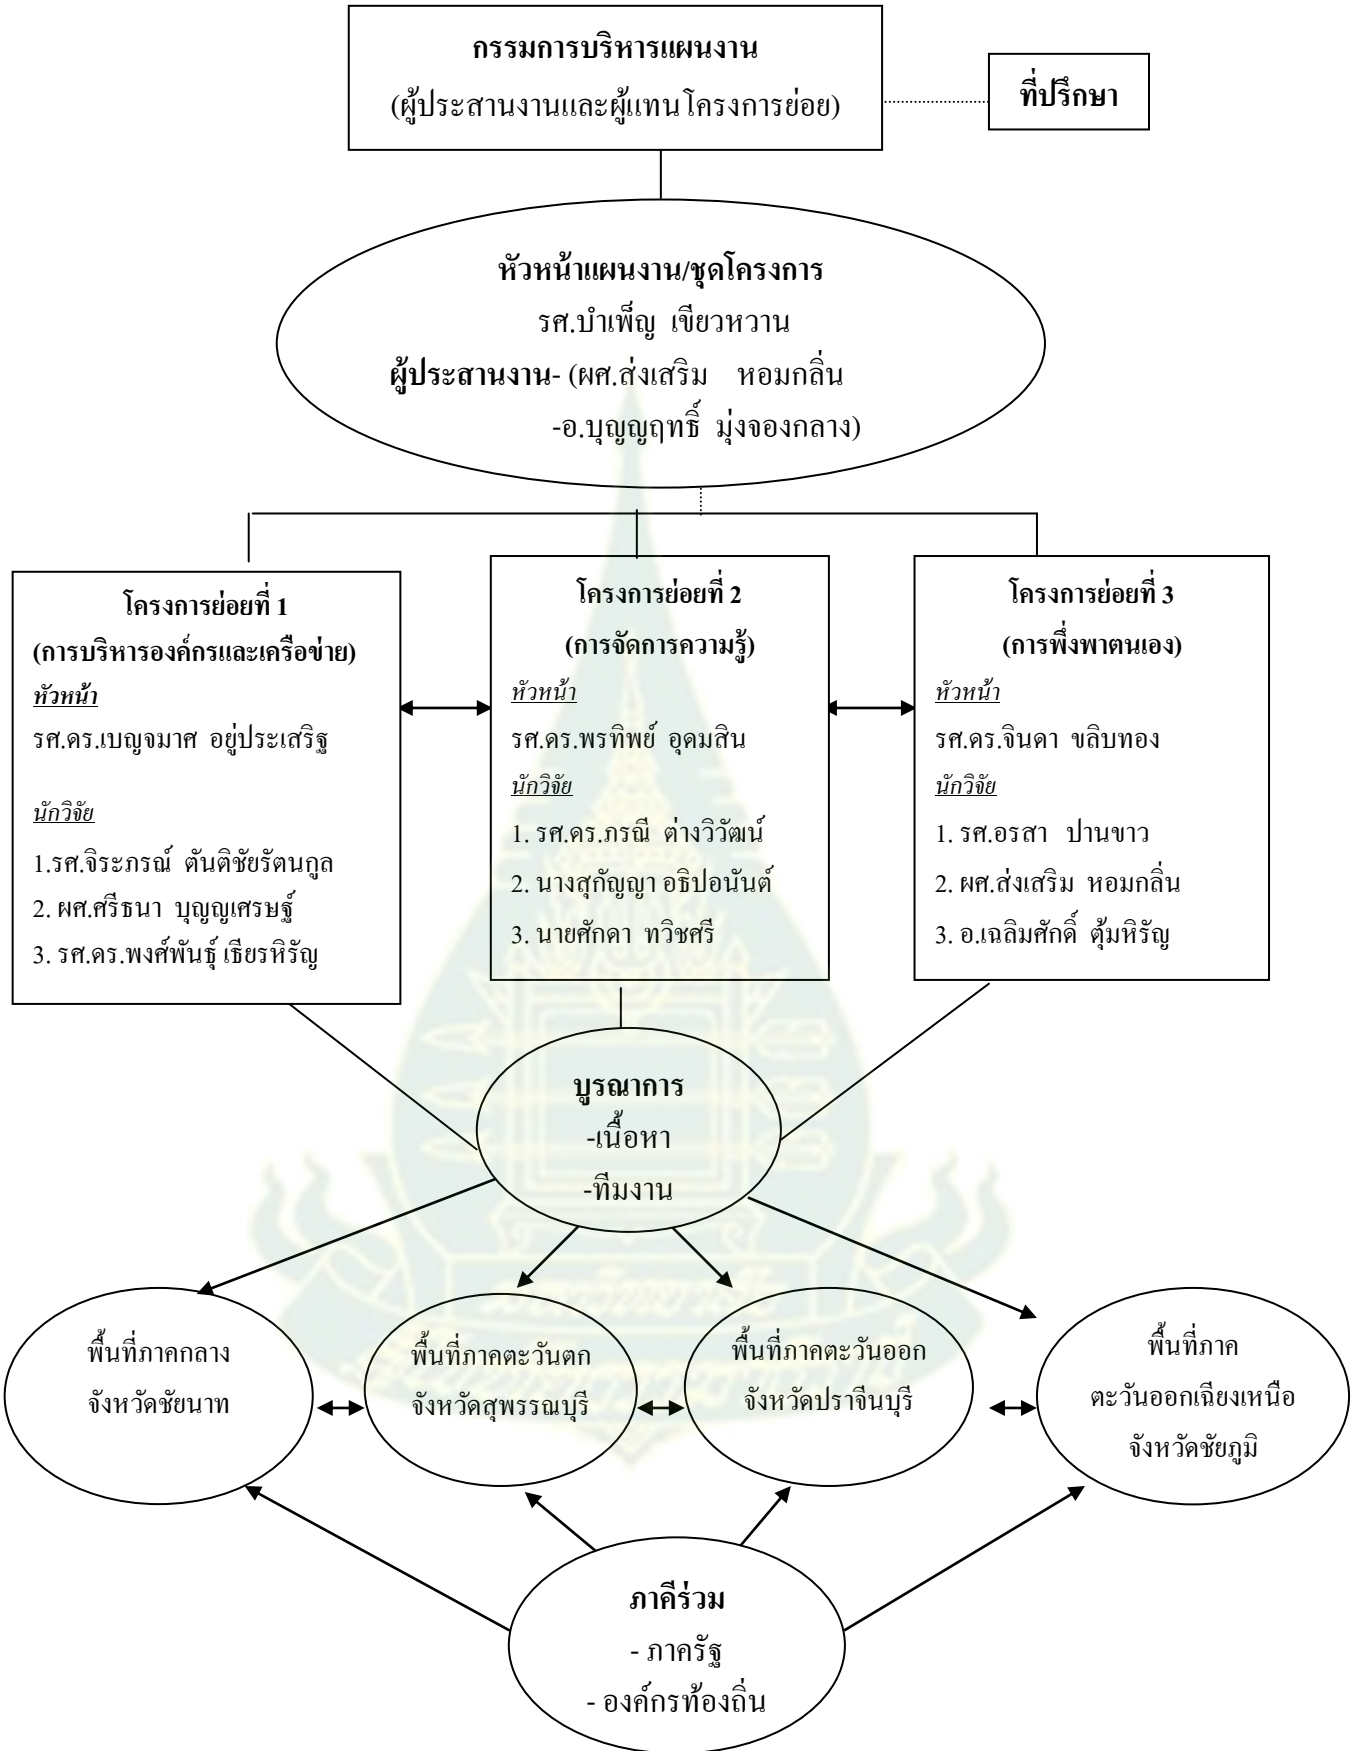 กรรมการบริหารแผนงาน
(ผู้ประสานงานและผู้แทนโครงการย่อย)
ที่ปรึกษา
หัวหน้าแผนงาน/ชุดโครงการ
รศ.บำเพ็ญ เขียวหวาน
ผู้ประสานงาน- (ผศ.ส่งเสริม หอมกลิ่น
-อ.บุญญฤทธิ์ มุ่งจองกลาง)
โครงการย่อยที่ 1
(การบริหารองค์กรและเครือข่าย)
หัวหน้า
รศ.ดร.เบญจมาศ อยู่ประเสริฐ
นักวิจัย
1.รศ.จิระภรณ์ ตันติชัยรัตนกูล
2. ผศ.ศรีธนา บุญญเศรษฐ์
3. รศ.ดร.พงศ์พันธุ์ เธียรหิรัญ
โครงการย่อยที่ 2
(การจัดการความรู้)
หัวหน้า
รศ.ดร.พรทิพย์ อุดมสิน
นักวิจัย
1. รศ.ดร.ภรณี ต่างวิวัฒน์
2. นางสุกัญญา อธิปอนันต์
3. นายศักดา ทวิชศรี
โครงการย่อยที่ 3
(การพึ่งพาตนเอง)
หัวหน้า
รศ.ดร.จินดา ขลิบทอง
นักวิจัย
1. รศ.อรสา ปานขาว
2. ผศ.ส่งเสริม หอมกลิ่น
3. อ.เฉลิมศักดิ์ ตุ้มหิรัญ
บูรณาการ
-เนื้อหา
-ทีมงาน
พื้นที่ภาคกลาง
จังหวัดชัยนาท
พื้นที่ภาคตะวันตก
จังหวัดสุพรรณบุรี
พื้นที่ภาคตะวันออก
จังหวัดปราจีนบุรี
พื้นที่ภาค
ตะวันออกเฉียงเหนือ
จังหวัดชัยภูมิ
ภาคีร่วม
- ภาครัฐ
- องค์กรท้องถิ่น